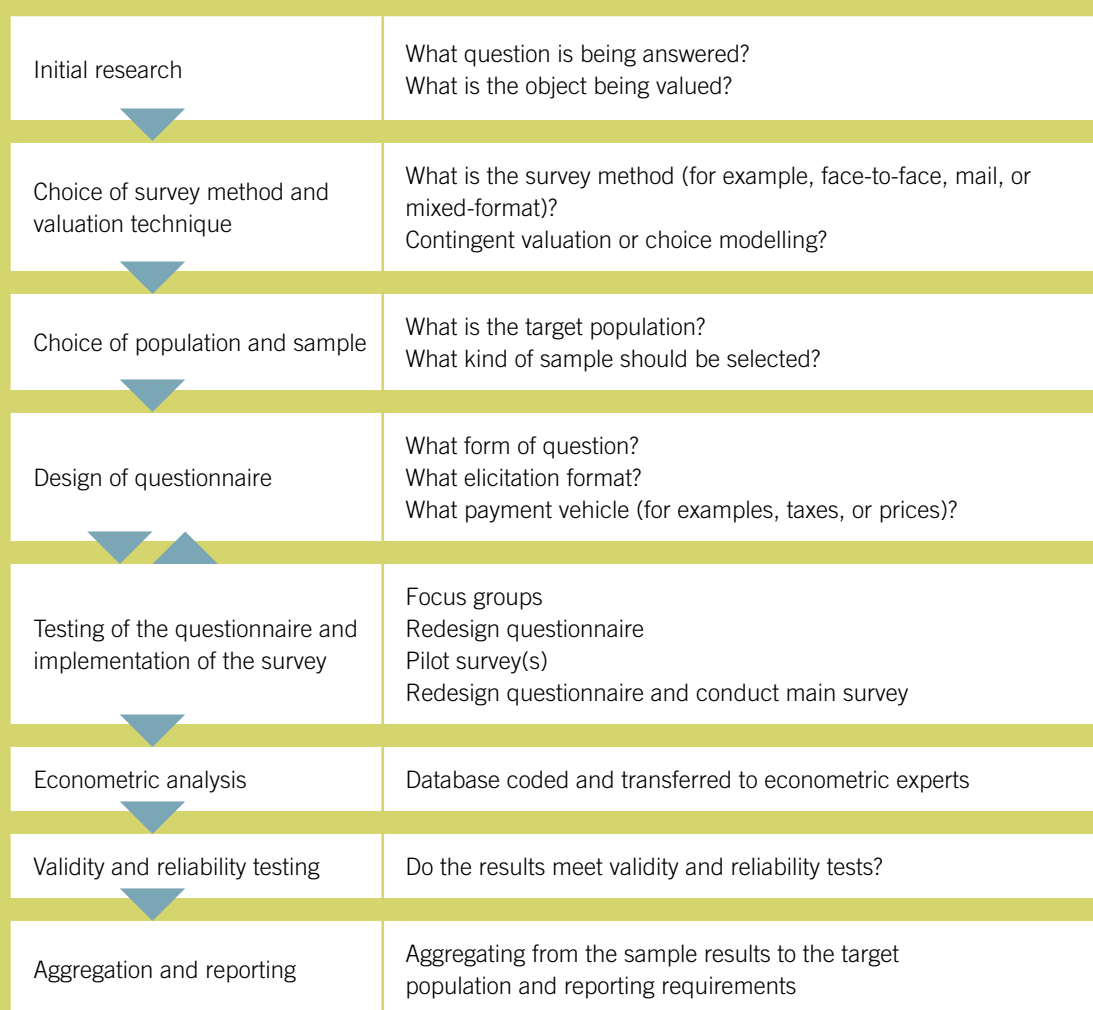 Initial research
What question is being answered?
What is the object being valued?
Choice of survey method and
valuation technique
What is the survey method (for example, face-to-face, mail, or
mixed-format)?
Contingent valuation or choice modelling?
Choice of population and sample
What is the target population?
What kind of sample should be selected?
Design of questionnaire
What form of question?
What elicitation format?
What payment vehicle (for examples, taxes, or prices)?
Testing of the questionnaire and
implementation of the survey
Focus groups
Redesign questionnaire
Pilot survey(s)
Redesign questionnaire and conduct main survey
Econometric analysis
Database coded and transferred to econometric experts
Validity and reliability testing
Do the results meet validity and reliability tests?
Aggregation and reporting
Aggregating from the sample results to the target
population and reporting requirements